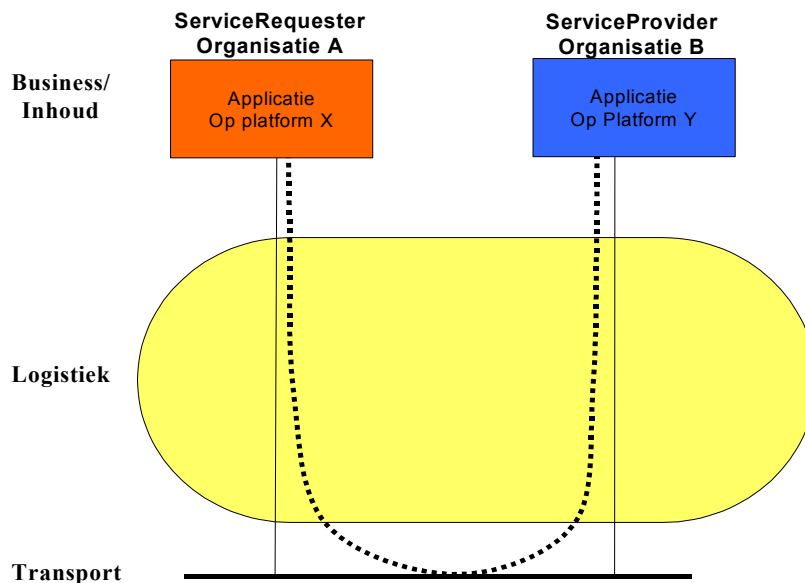 ServiceRequester
Organisatie A
ServiceProvider
Organisatie B
Business/
Inhoud
Applicatie
Op platform X
Applicatie
Op Platform Y
Logistiek
Transport